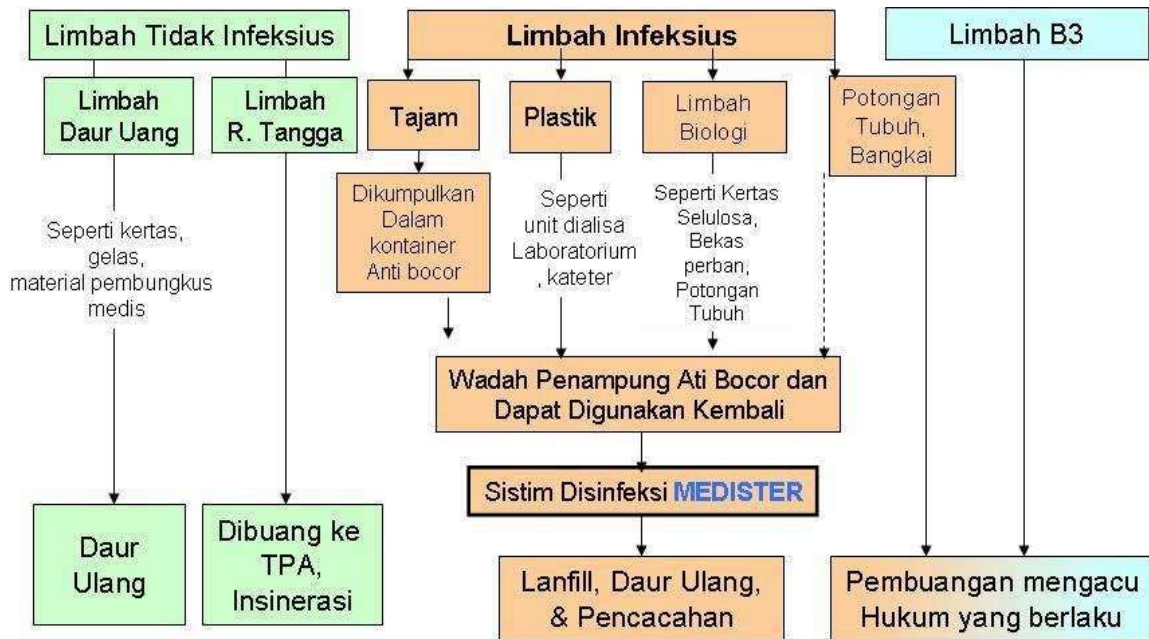 Limbah Tidak Infeksius
Limbah Infeksius
Limbah B3
Limbah
Daur Uang
Limbah
R. Tangga
Tajam
Plastik
Limbah
Biologi
Potongan
Tubuh,
Bangkai
Seperti kertas,
gelas,
material pembungkus
medis
Dikumpulkan
Dalam
kontainer
Anti bocor
Seperti
unit dialisa
Laboratorium
, kateter
Seperti Kertas
Selulosa,
Bekas
perban,
Potongan
Tubuh
Wadah Penampung Ati Bocor dan
Dapat Digunakan Kembali
Sistim Disinfeksi MEDISTER
Daur
Ulang
Dibuang ke
TPA,
Insinerasi
Lanfill, Daur Ulang,
& Pencacahan
Pembuangan mengacu
Hukum yang berlaku